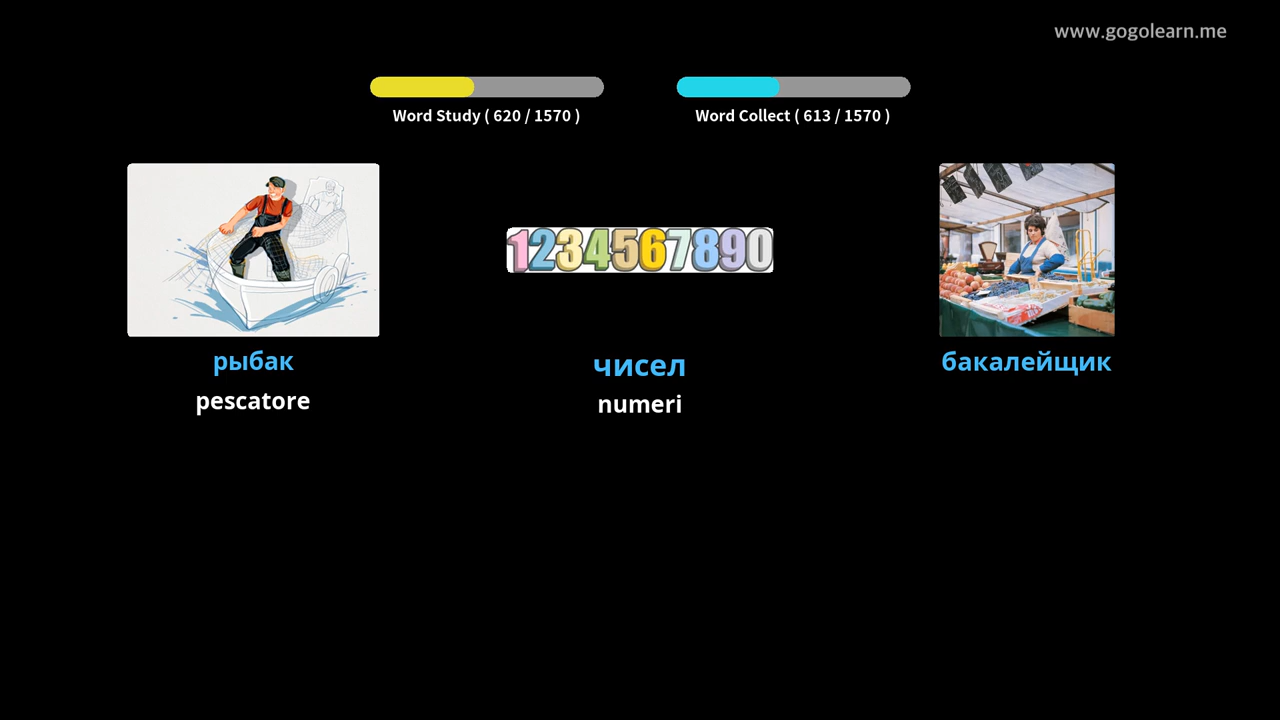 www.gogolearn.me
Word Study ( 620 / 1570 )
Word Collect ( 613 / 1570 )
1234567890
рыбак
pescatore
чисел
numeri
бакалейщик